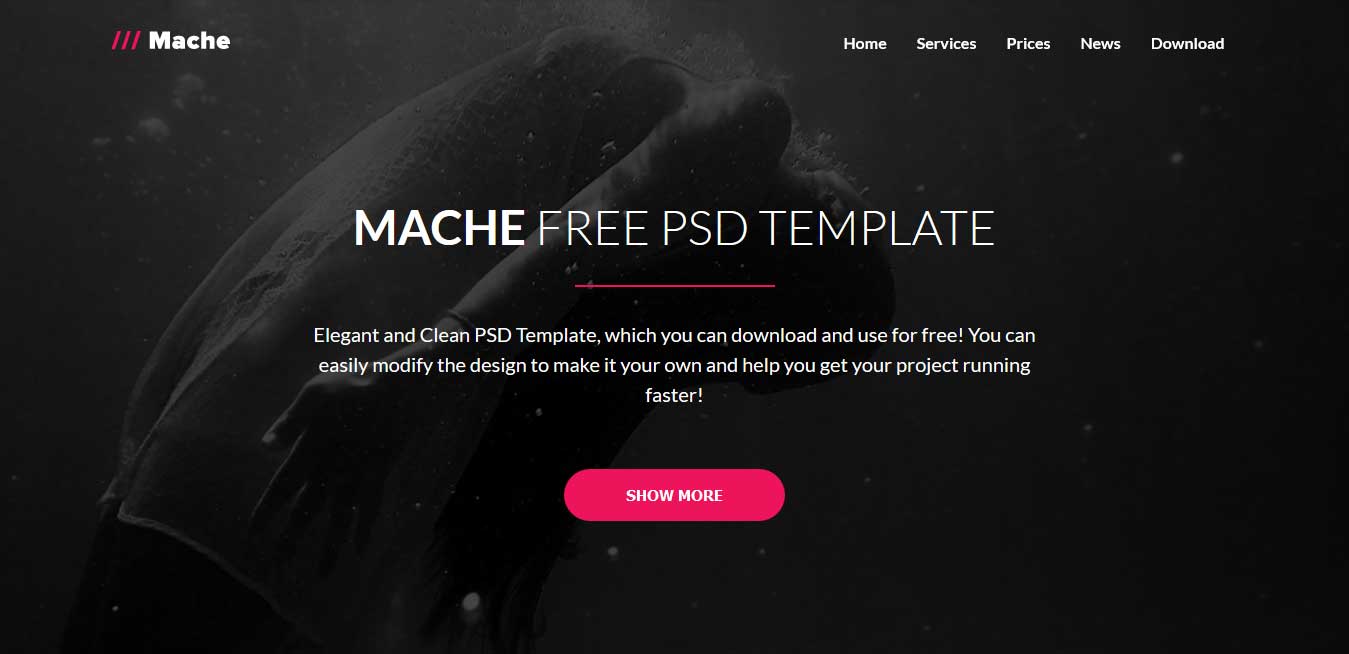 /// Mache
Home Services Prices News Download
MACHE FREE PSD TEMPLATE
Elegant and Clean PSD Template, which you can download and use for free! You can
easily modify the design to make it your own and help you get your project running
faster!
SHOW MORE